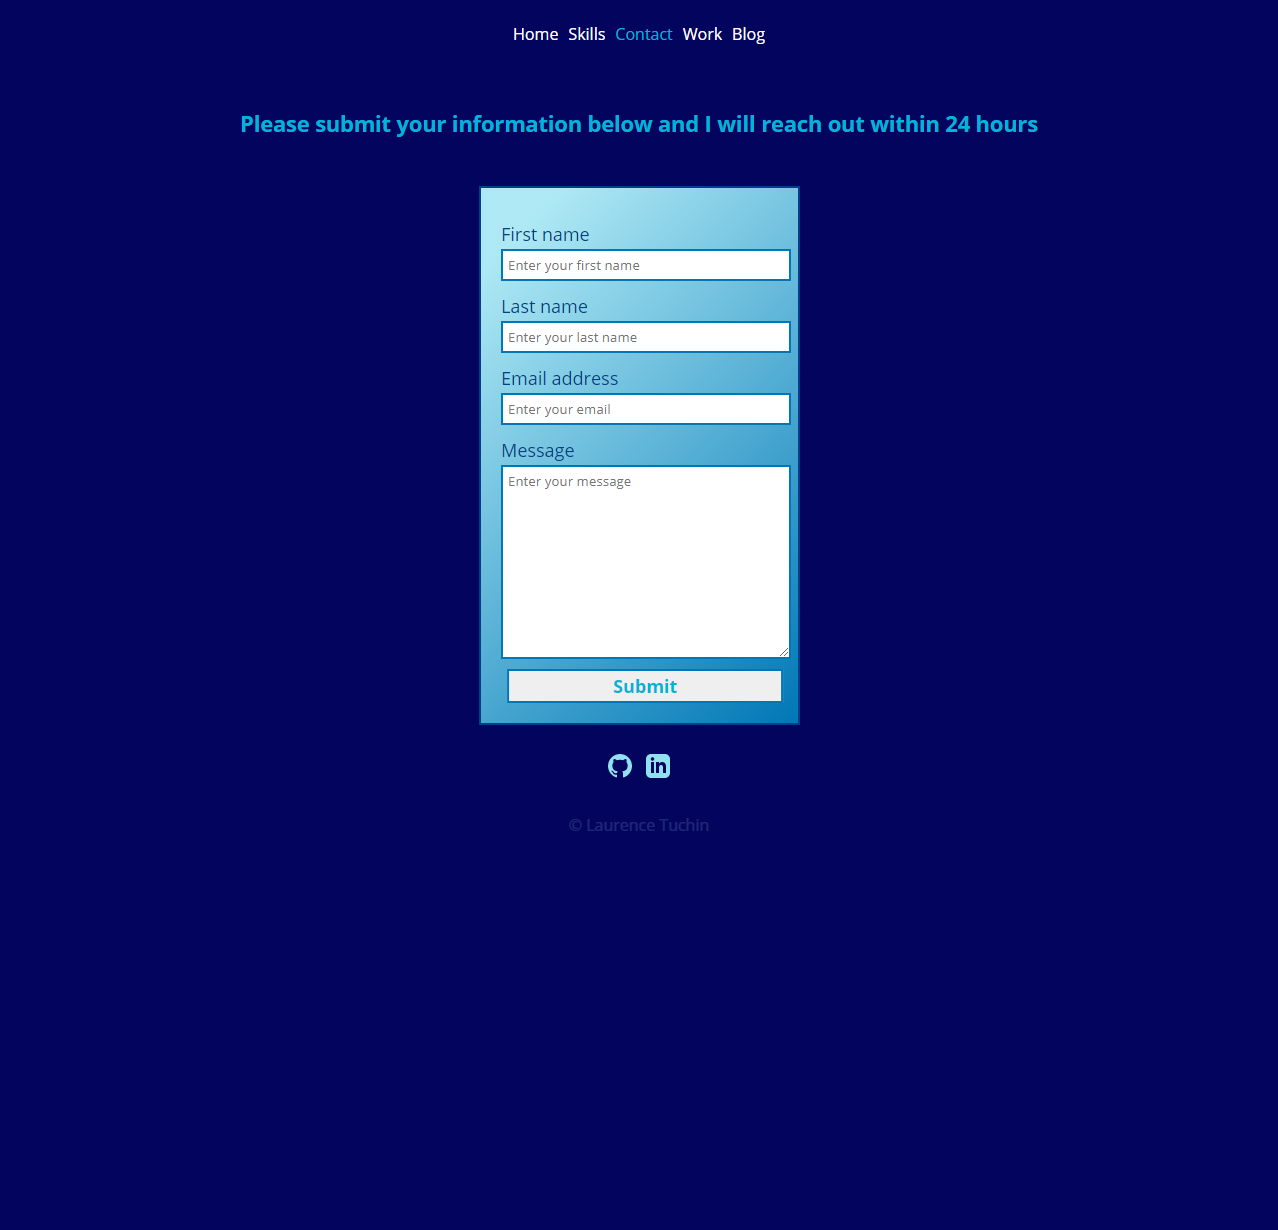 Home Skills Contact Work Blog
Please submit your information below and I will reach out within 24 hours
First name
Enter your first name
Last name
Enter your last name
Email address
Enter your email
Message
Enter your message
Submit
© Laurence Tuchin